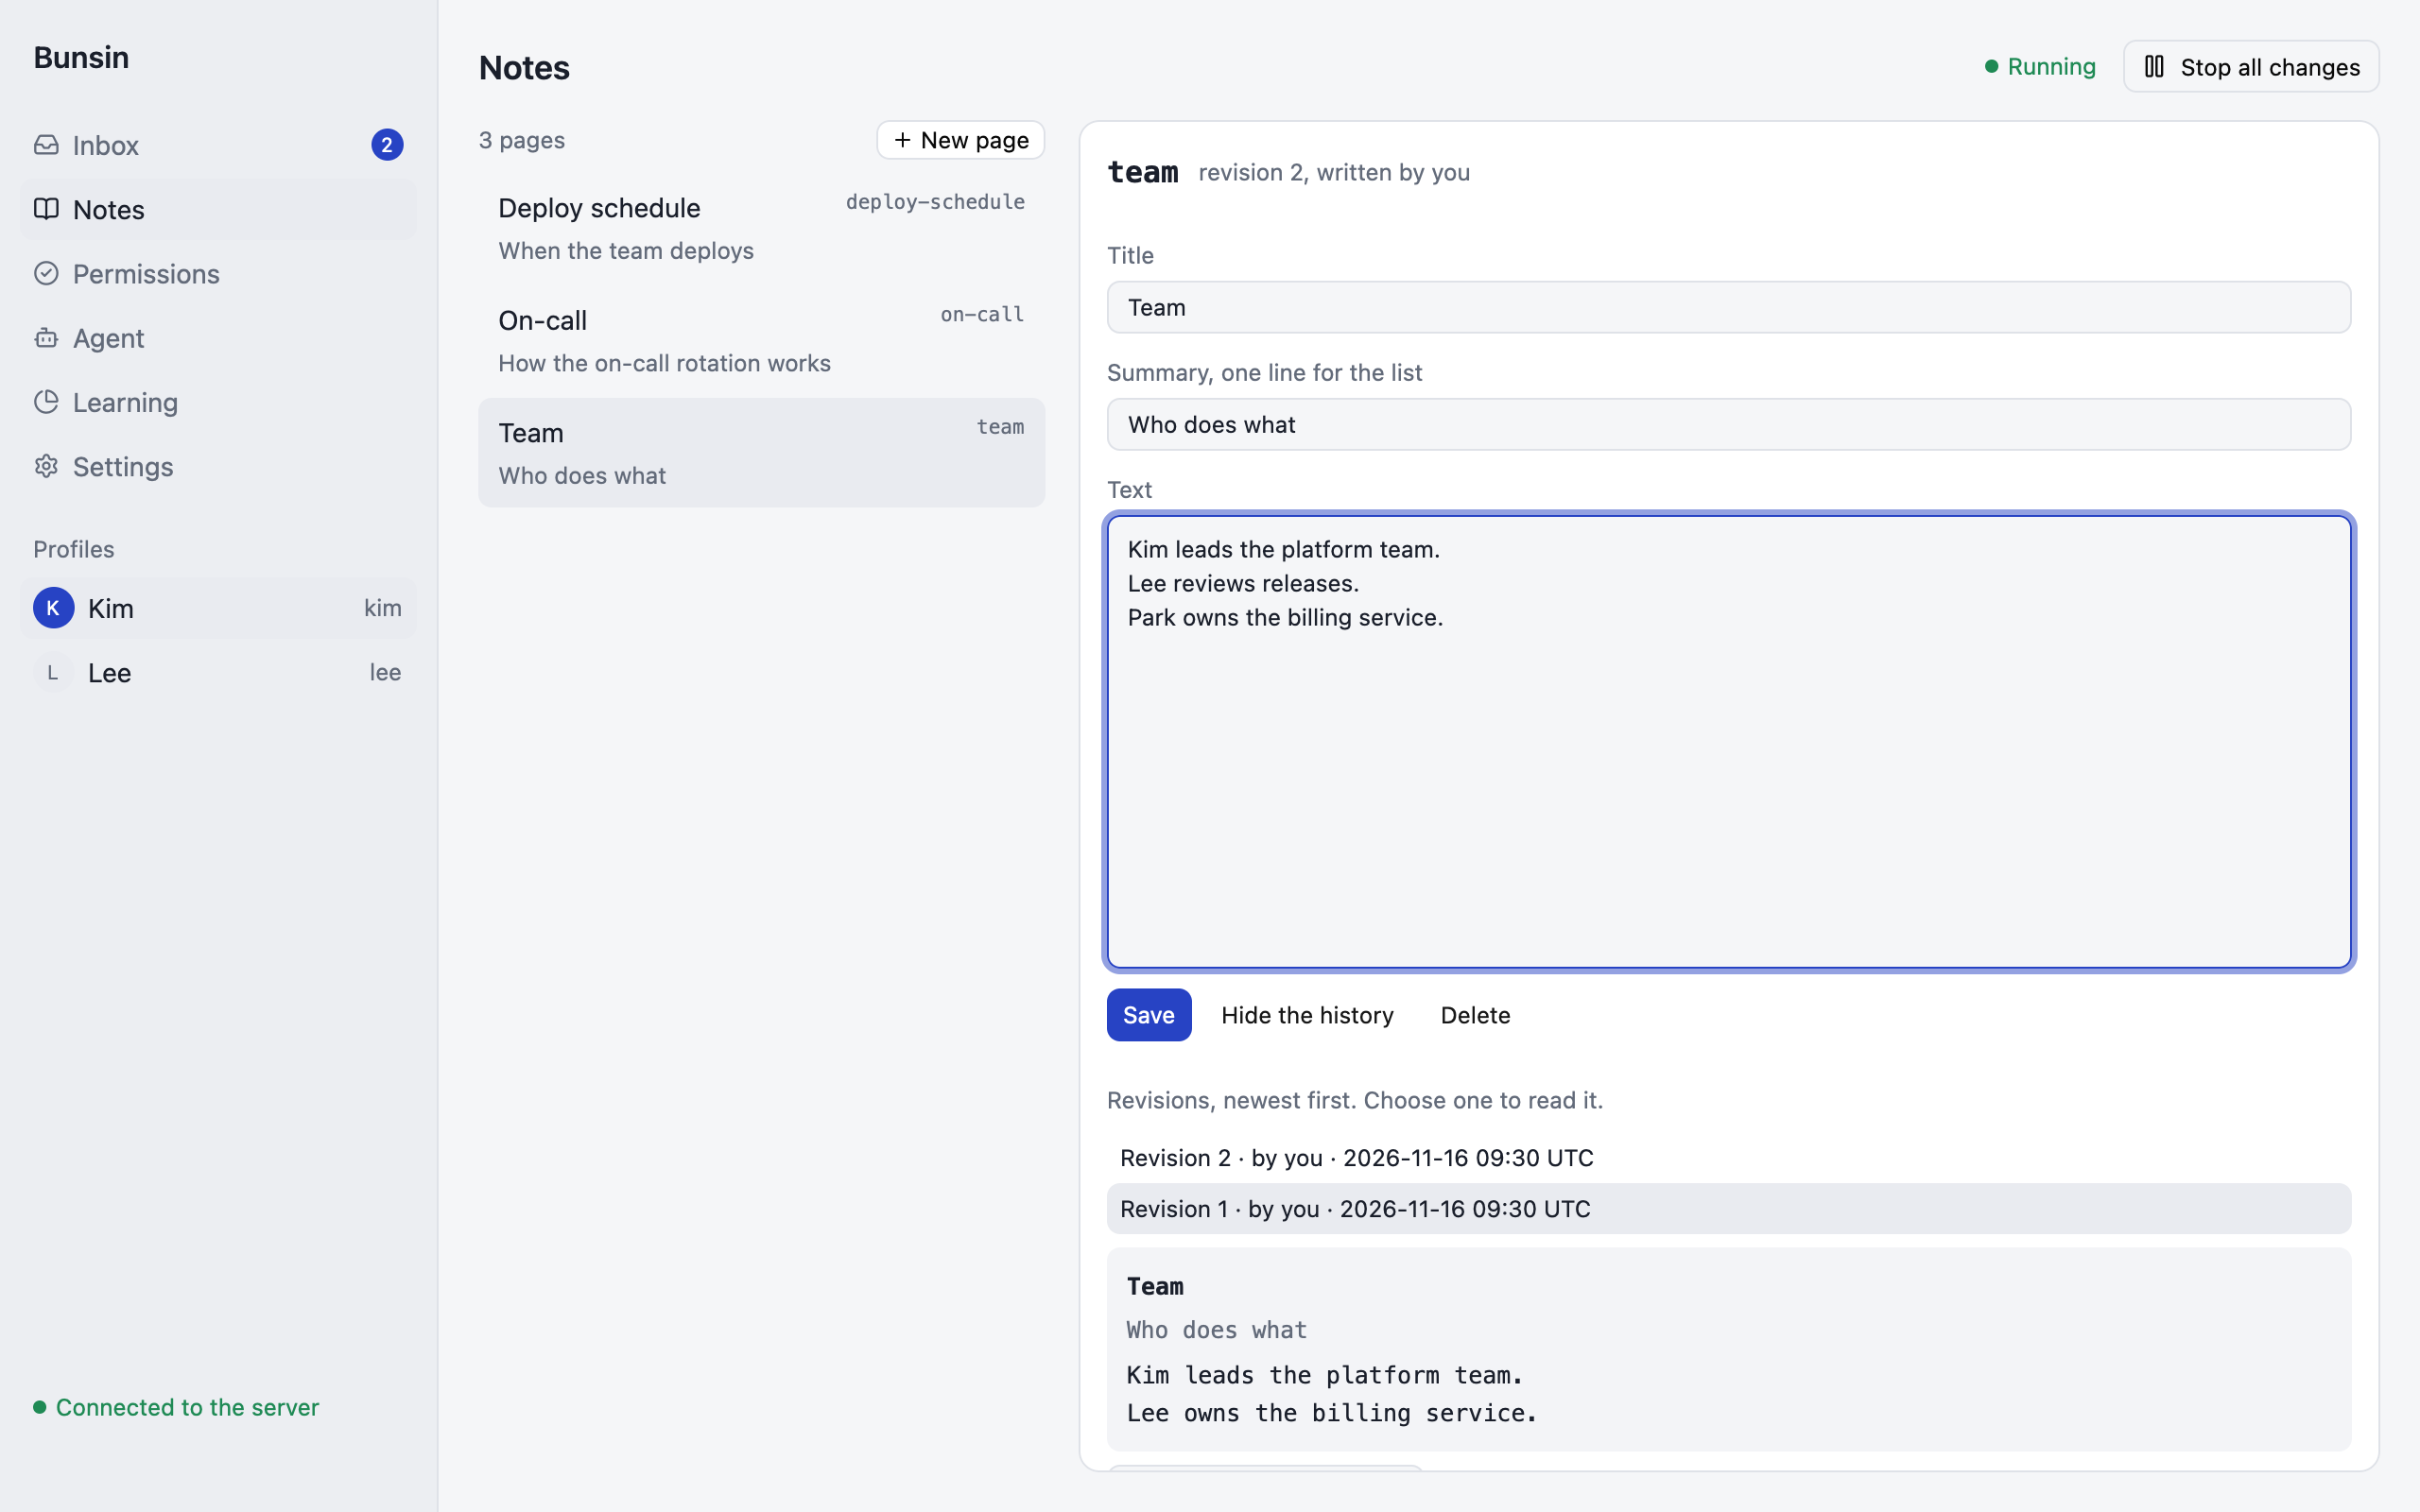 Bunsin
Inbox 2
Notes
Permissions
Agent
Learning
Settings
Profiles
K Kim kim
L Lee lee
Connected to the server
Notes
Running
Stop all changes
3 pages
+ New page
Deploy schedule deploy-schedule
When the team deploys
On-call on-call
How the on-call rotation works
Team team
Who does what
team revision 2, written by you
Title
Team
Summary, one line for the list
Who does what
Text
Kim leads the platform team.
Lee reviews releases.
Park owns the billing service.
Save Hide the history Delete
Revisions, newest first. Choose one to read it.
Revision 2 · by you · 2026-11-16 09:30 UTC
Revision 1 · by you · 2026-11-16 09:30 UTC
Team
Who does what
Kim leads the platform team.
Lee owns the billing service.